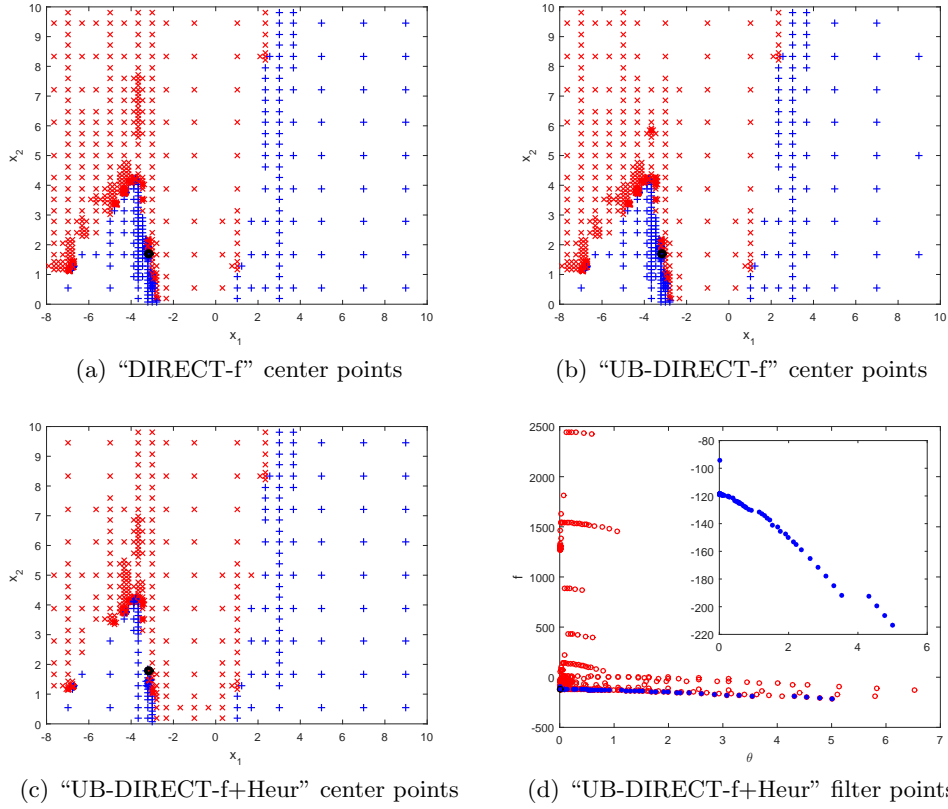 10
9
8
7
6
5
4
3
2
1
0
x2
-8 -6 -4 -2 0 2 4 6 8 10
x1
(a) “DIRECT-f” center points
10
9
8
7
6
5
4
3
2
1
0
x2
-8 -6 -4 -2 0 2 4 6 8 10
x1
(b) “UB-DIRECT-f” center points
10
9
8
7
6
5
4
3
2
1
0
x2
-8 -6 -4 -2 0 2 4 6 8 10
x1
(c) “UB-DIRECT-f+Heur” center points
2500
2000
1500
1000
500
0
-500
f
0 1 2 3 4 5 6 7
θ
-80
-100
-120
-140
-160
-180
-200
-220
0 2 4 6
(d) “UB-DIRECT-f+Heur” filter point